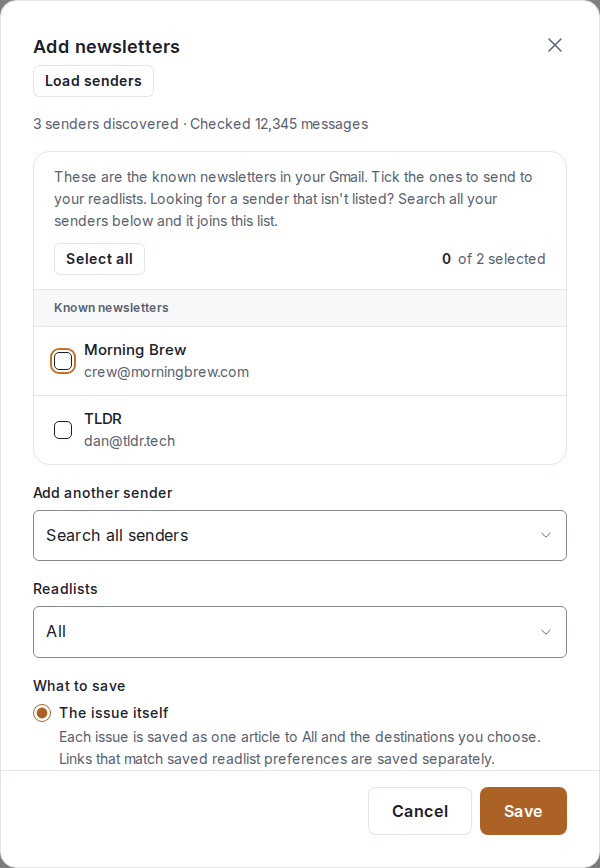 Add newsletters
Load senders
3 senders discovered · Checked 12,345 messages
These are the known newsletters in your Gmail. Tick the ones to send to
your readlists. Looking for a sender that isn't listed? Search all your
senders below and it joins this list.
Select all
0 of 2 selected
Known newsletters
Morning Brew
crew@morningbrew.com
TLDR
dan@tldr.tech
Add another sender
Search all senders
Readlists
All
What to save
The issue itself
Each issue is saved as one article to All and the destinations you choose.
Links that match saved readlist preferences are saved separately.
Cancel
Save